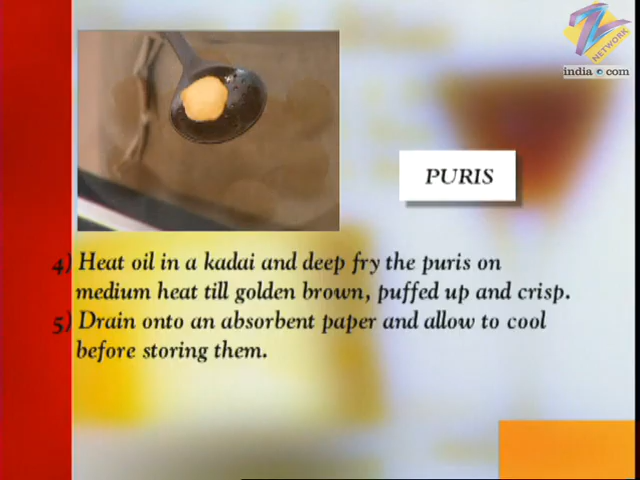 Z
NETWORK
india.com
PURIS
4) Heat oil in a kadai and deep fry the puris on
medium heat till golden brown, puffed up and crisp.
5) Drain onto an absorbent paper and allow to cool
before storing them.